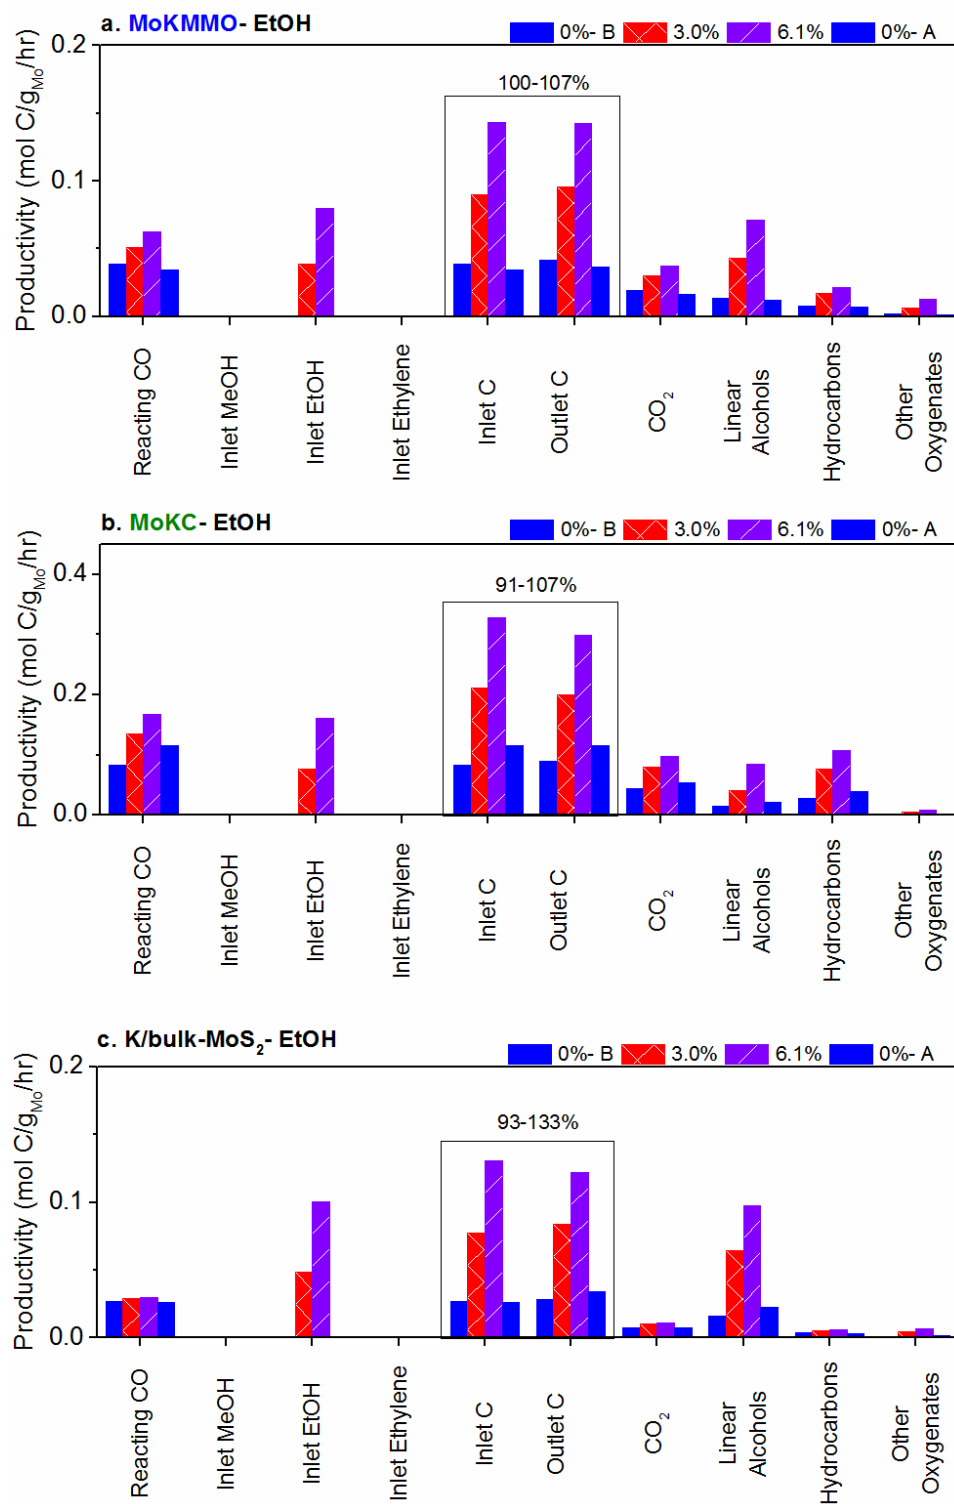 a. MoKMMO- EtOH
0%- B 3.0% 6.1% 0%- A
Productivity (mol C/g_Mo/hr)
0.2
0.1
0.0
100-107%
Reacting CO
Inlet MeOH
Inlet EtOH
Inlet Ethylene
Inlet C
Outlet C
CO₂
Linear
Alcohols
Hydrocarbons
Other
Oxygenates
b. MoKC- EtOH
0%- B 3.0% 6.1% 0%- A
Productivity (mol C/g_Mo/hr)
0.4
0.2
0.0
91-107%
Reacting CO
Inlet MeOH
Inlet EtOH
Inlet Ethylene
Inlet C
Outlet C
CO₂
Linear
Alcohols
Hydrocarbons
Other
Oxygenates
c. K/bulk-MoS₂- EtOH
0%- B 3.0% 6.1% 0%- A
Productivity (mol C/g_Mo/hr)
0.2
0.1
0.0
93-133%
Reacting CO
Inlet MeOH
Inlet EtOH
Inlet Ethylene
Inlet C
Outlet C
CO₂
Linear
Alcohols
Hydrocarbons
Other
Oxygenates